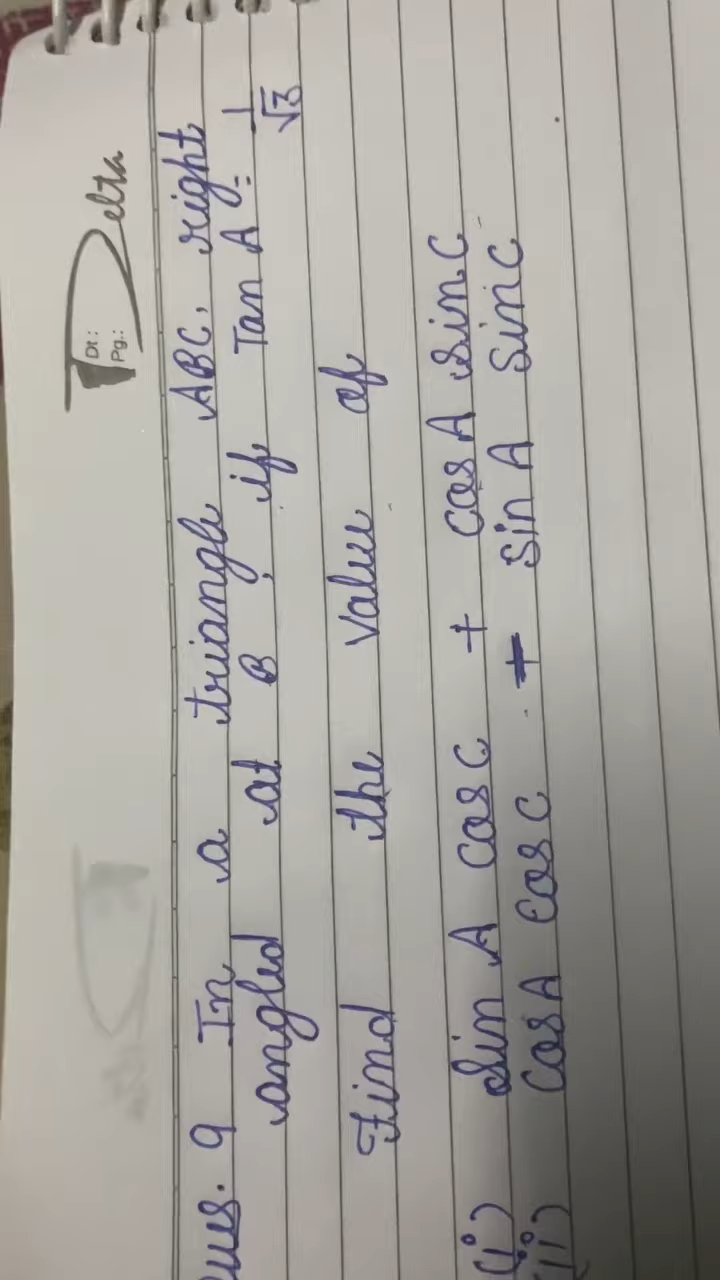 Delta
Dt.:
Pg.:
Ques. 9 In a triangle ABC, right
angled at B, if Tan A = 1/√3
Find the value of
(i) Sin A cos C + cos A sin C
(ii) Cos A cos C + Sin A sin C